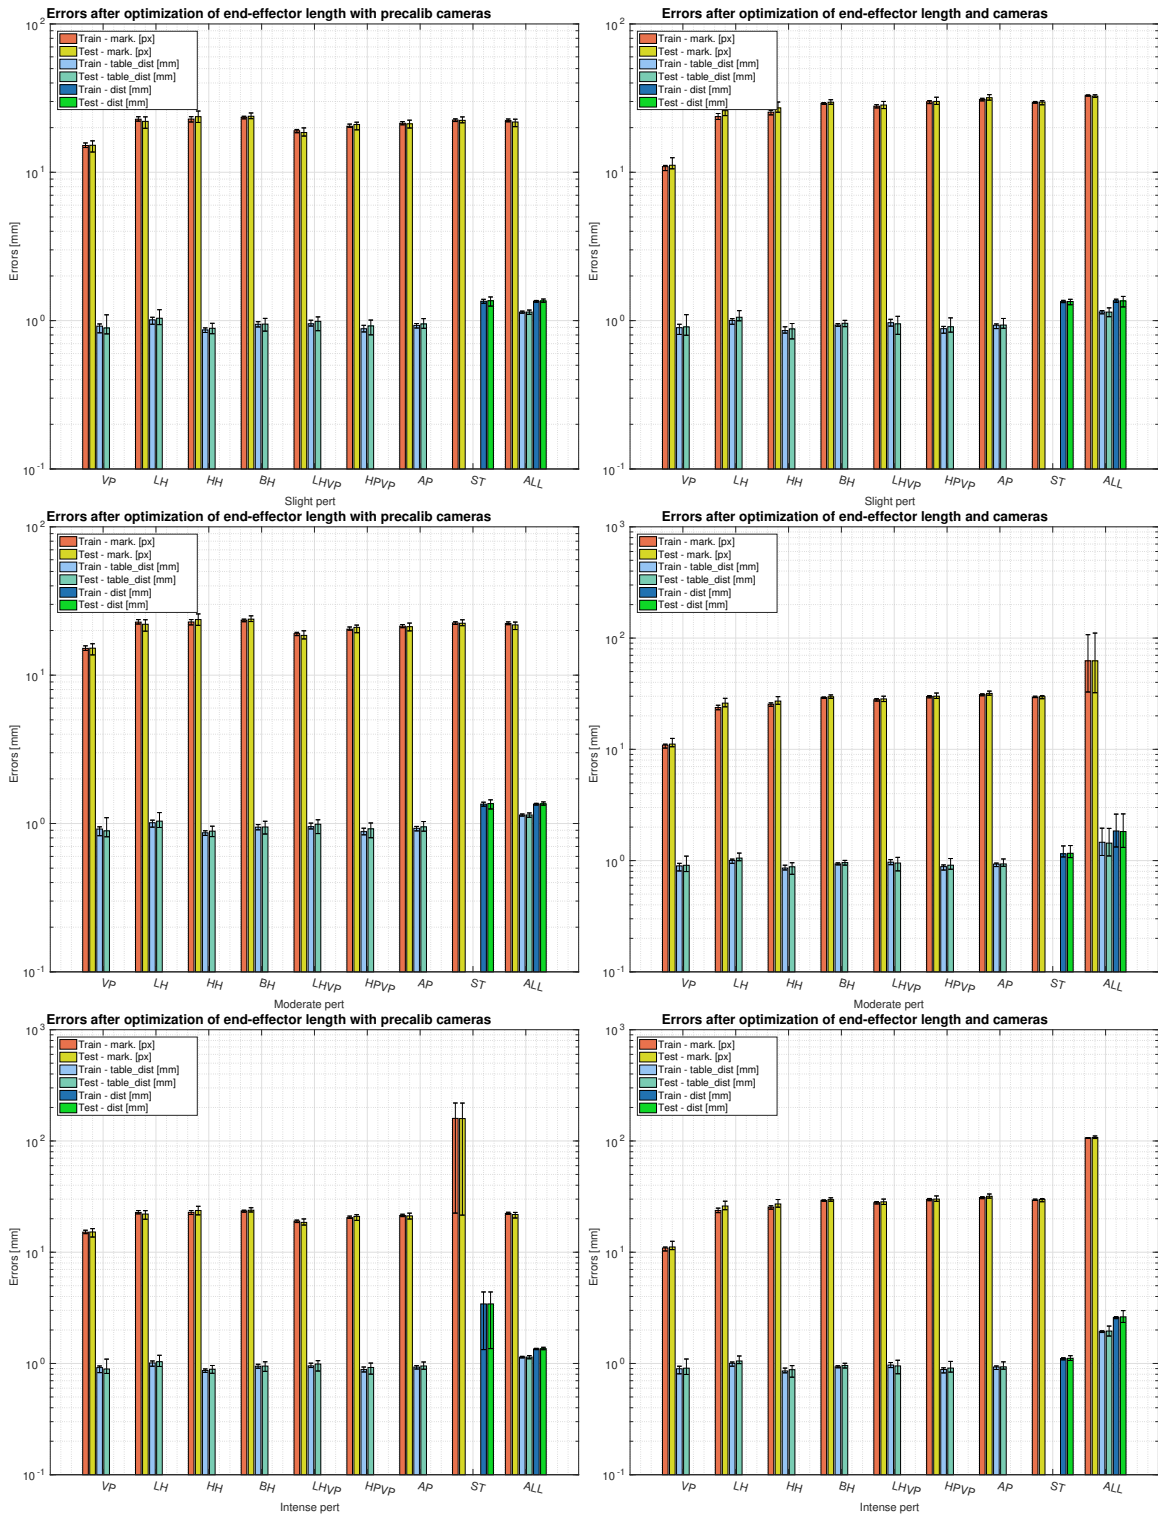 Errors after optimization of end-effector length with precalib cameras
10^2
Train - mark. [px]
Test - mark. [px]
Train - table_dist [mm]
Test - table_dist [mm]
Train - dist [mm]
Test - dist [mm]
10^1
Errors [mm]
10^0
10^-1
VP LH HH BH LHVP HPVP AP ST ALL
Slight pert
Errors after optimization of end-effector length and cameras
10^2
Train - mark. [px]
Test - mark. [px]
Train - table_dist [mm]
Test - table_dist [mm]
Train - dist [mm]
Test - dist [mm]
10^1
Errors [mm]
10^0
10^-1
VP LH HH BH LHVP HPVP AP ST ALL
Slight pert
Errors after optimization of end-effector length with precalib cameras
10^2
Train - mark. [px]
Test - mark. [px]
Train - table_dist [mm]
Test - table_dist [mm]
Train - dist [mm]
Test - dist [mm]
10^1
Errors [mm]
10^0
10^-1
VP LH HH BH LHVP HPVP AP ST ALL
Moderate pert
Errors after optimization of end-effector length and cameras
10^3
Train - mark. [px]
Test - mark. [px]
Train - table_dist [mm]
Test - table_dist [mm]
Train - dist [mm]
Test - dist [mm]
10^2
10^1
Errors [mm]
10^0
10^-1
VP LH HH BH LHVP HPVP AP ST ALL
Moderate pert
Errors after optimization of end-effector length with precalib cameras
10^3
Train - mark. [px]
Test - mark. [px]
Train - table_dist [mm]
Test - table_dist [mm]
Train - dist [mm]
Test - dist [mm]
10^2
10^1
Errors [mm]
10^0
10^-1
VP LH HH BH LHVP HPVP AP ST ALL
Intense pert
Errors after optimization of end-effector length and cameras
10^3
Train - mark. [px]
Test - mark. [px]
Train - table_dist [mm]
Test - table_dist [mm]
Train - dist [mm]
Test - dist [mm]
10^2
10^1
Errors [mm]
10^0
10^-1
VP LH HH BH LHVP HPVP AP ST ALL
Intense pert